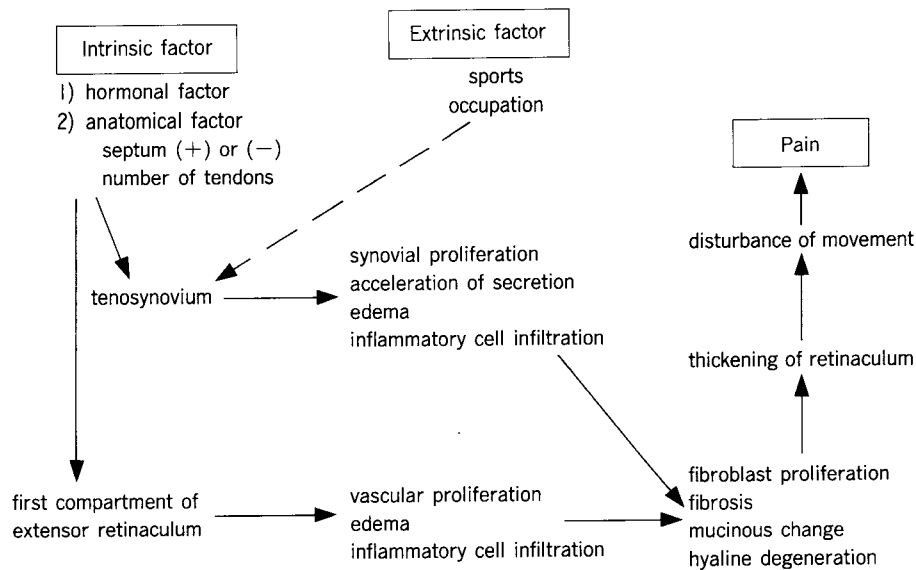 Intrinsic factor
1) hormonal factor
2) anatomical factor
septum (+) or (−)
number of tendons
Extrinsic factor
sports
occupation
Pain
disturbance of movement
thickening of retinaculum
tenosynovium
synovial proliferation
acceleration of secretion
edema
inflammatory cell infiltration
first compartment of
extensor retinaculum
vascular proliferation
edema
inflammatory cell infiltration
fibroblast proliferation
fibrosis
mucinous change
hyaline degeneration